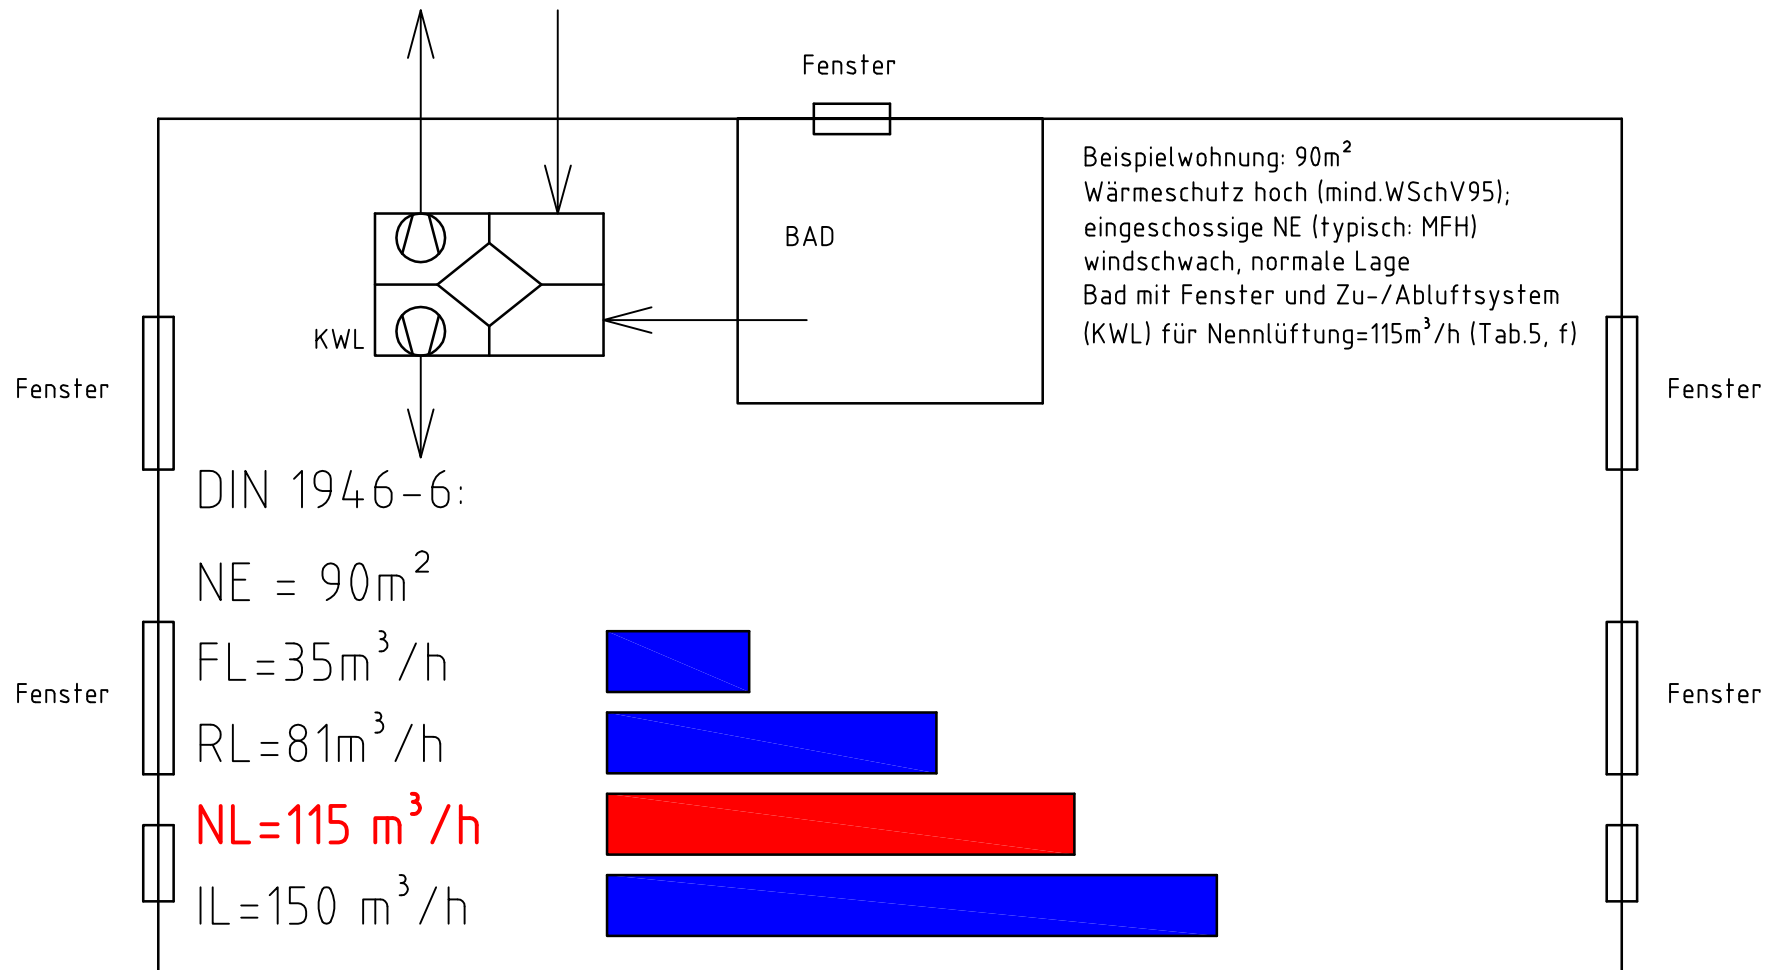 Fenster
Beispielwohnung: 90m²
Wärmeschutz hoch (mind.WSchV95);
eingeschossige NE (typisch: MFH)
windschwach, normale Lage
Bad mit Fenster und Zu-/Abluftsystem
(KWL) für Nennlüftung=115m³/h (Tab.5, f)
BAD
KWL
Fenster
Fenster
DIN 1946-6:
NE = 90m²
FL=35m³/h
Fenster
Fenster
RL=81m³/h
NL=115 m³/h
IL=150 m³/h